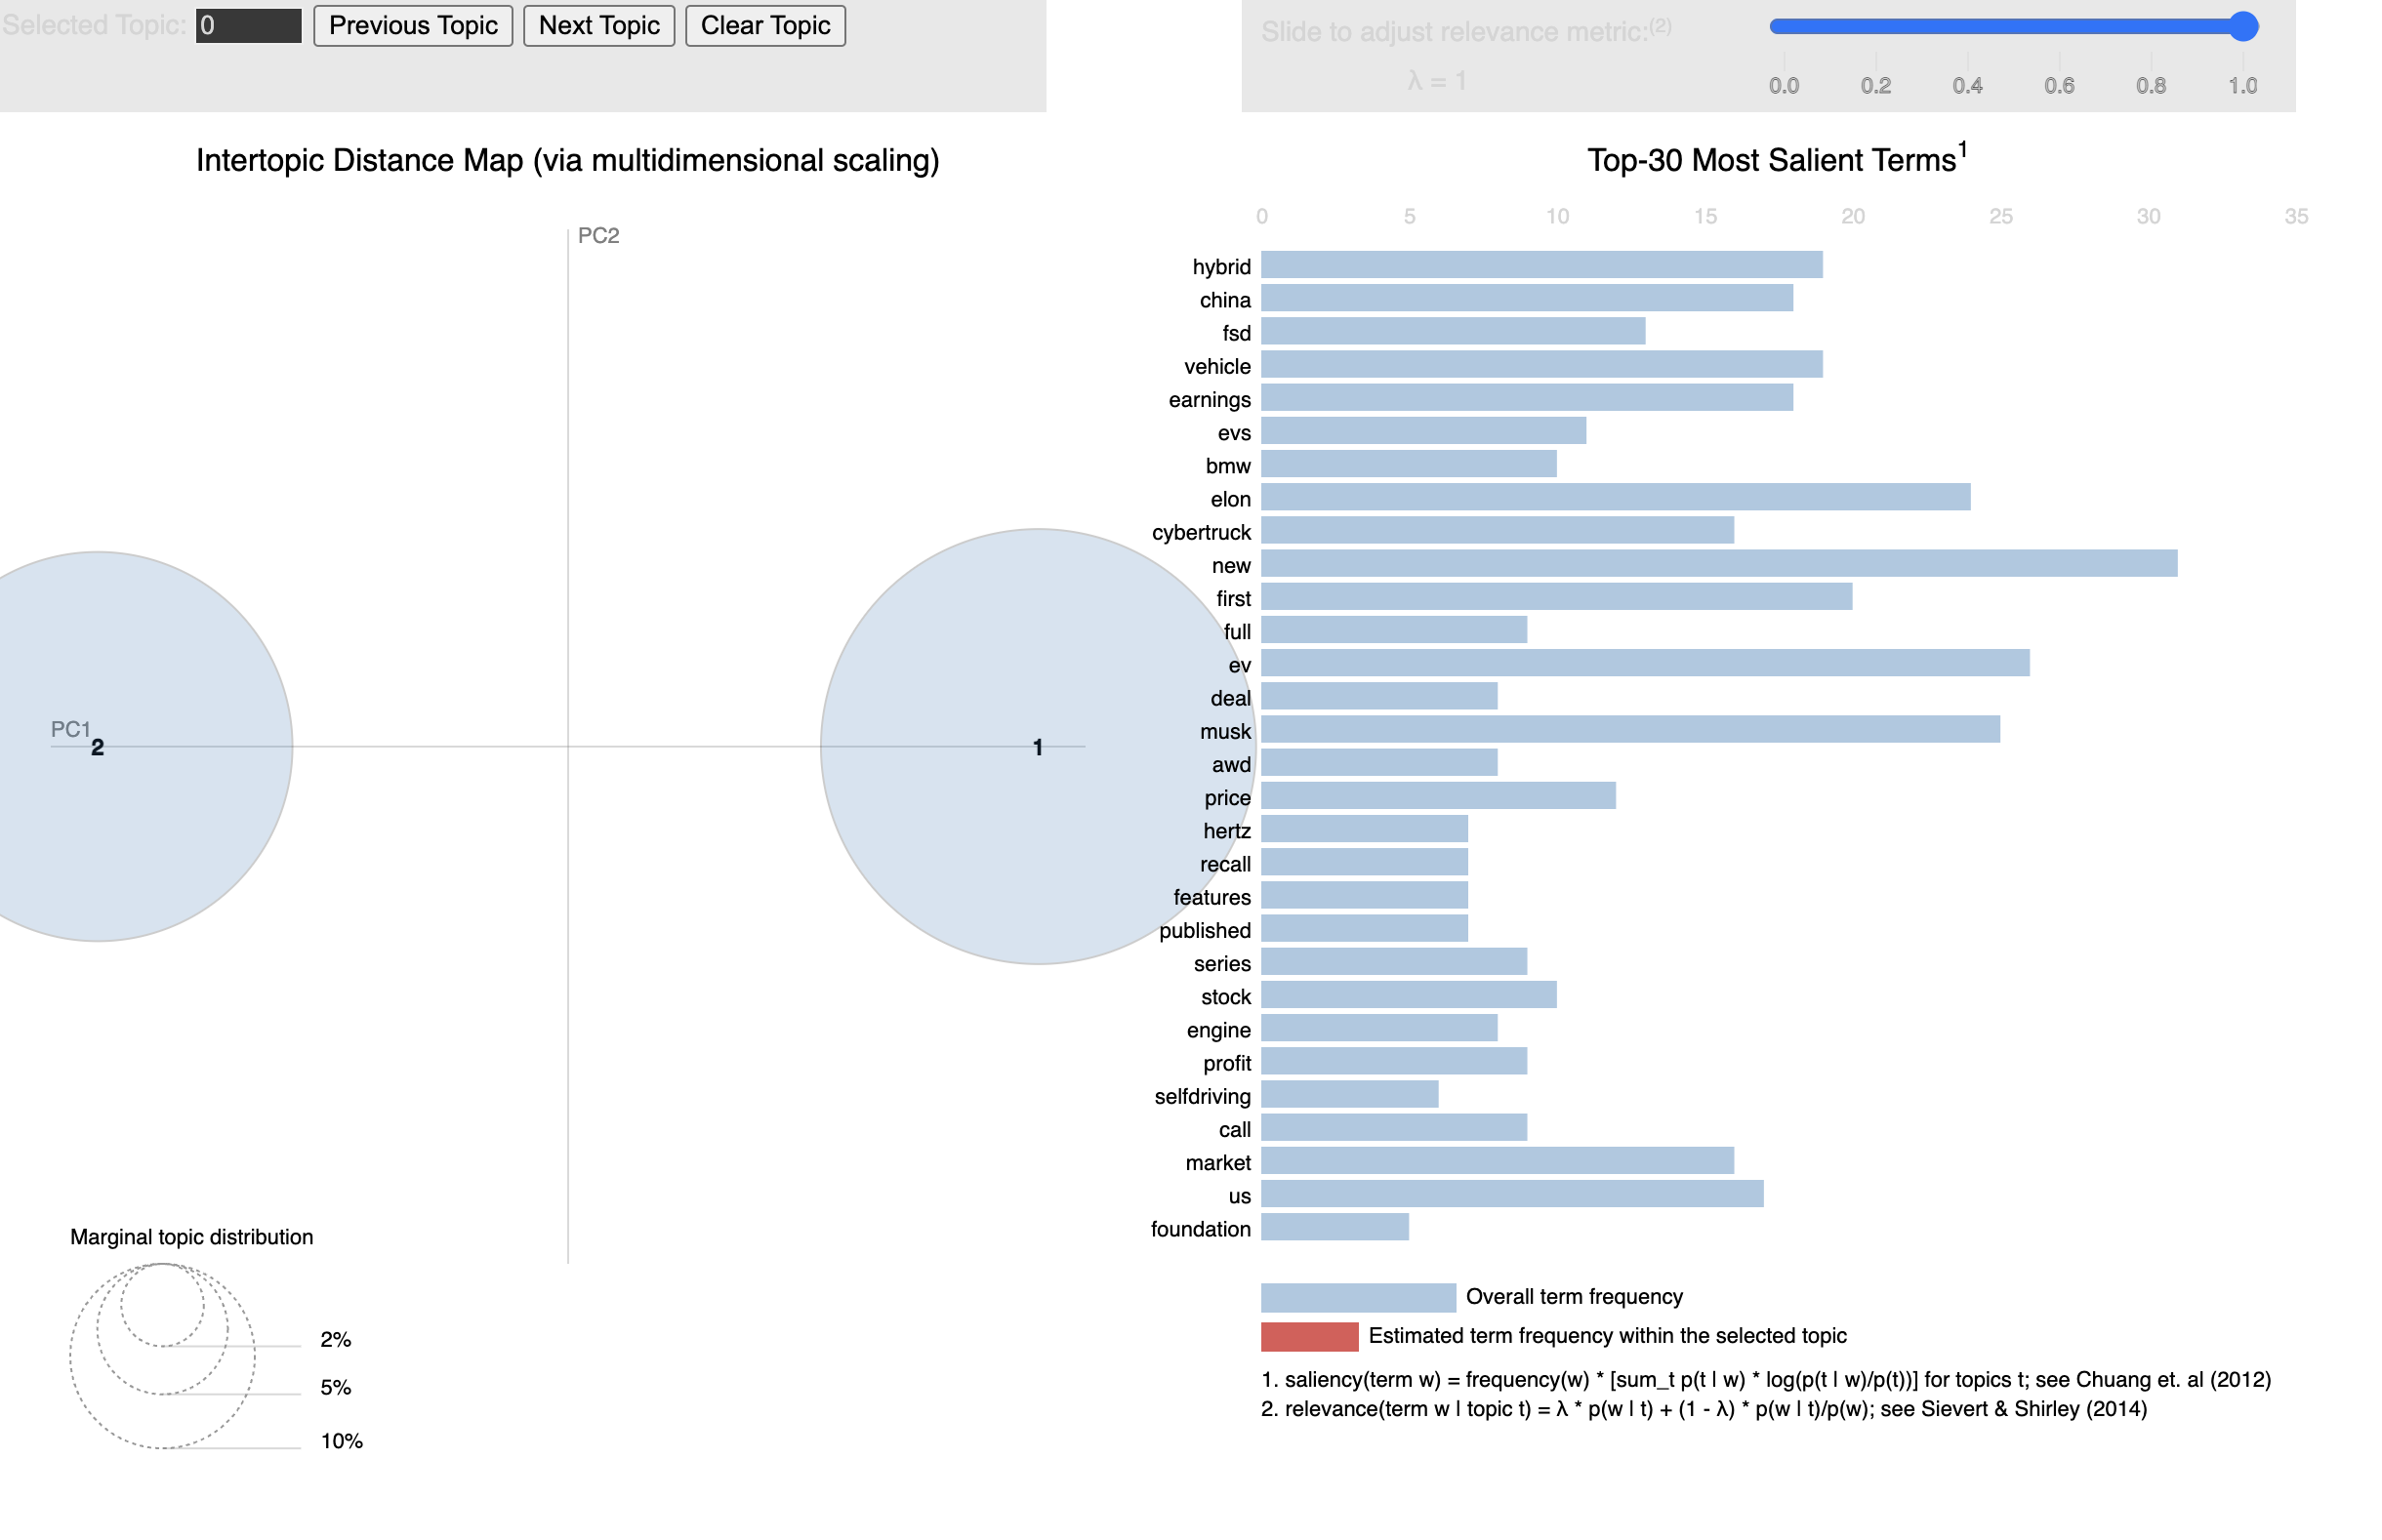 Selected Topic: 0 Previous Topic Next Topic Clear Topic
Slide to adjust relevance metric:(2)
λ = 1
0.0 0.2 0.4 0.6 0.8 1.0
Intertopic Distance Map (via multidimensional scaling)
PC2
PC1
2
1
Marginal topic distribution
2%
5%
10%
Top-30 Most Salient Terms1
0 5 10 15 20 25 30 35
hybrid
china
fsd
vehicle
earnings
evs
bmw
elon
cybertruck
new
first
full
ev
deal
musk
awd
price
hertz
recall
features
published
series
stock
engine
profit
selfdriving
call
market
us
foundation
Overall term frequency
Estimated term frequency within the selected topic
1. saliency(term w) = frequency(w) * [sum_t p(t | w) * log(p(t | w)/p(t))] for topics t; see Chuang et. al (2012)
2. relevance(term w | topic t) = λ * p(w | t) + (1 - λ) * p(w | t)/p(w); see Sievert & Shirley (2014)